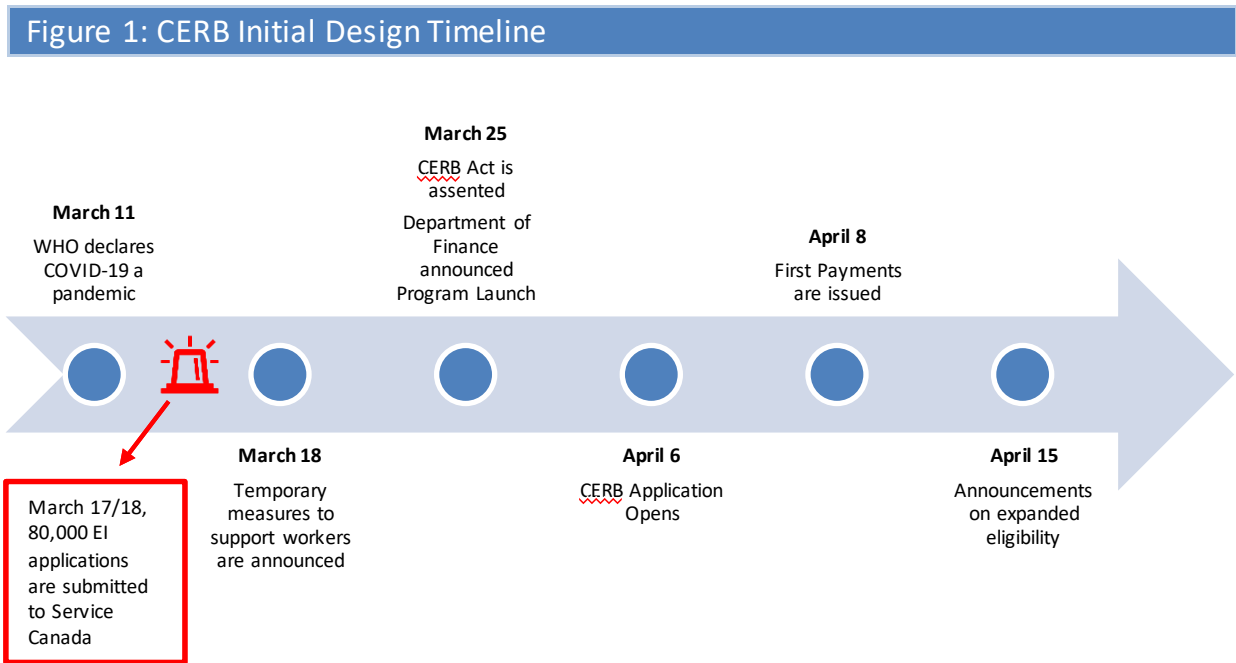 Figure 1: CERB Initial Design Timeline
March 11
WHO declares
COVID-19 a
pandemic
March 17/18,
80,000 EI
applications
are submitted
to Service
Canada
March 18
Temporary
measures to
support workers
are announced
March 25
CERB Act is
assented
Department of
Finance
announced
Program Launch
April 6
CERB Application
Opens
April 8
First Payments
are issued
April 15
Announcements
on expanded
eligibility